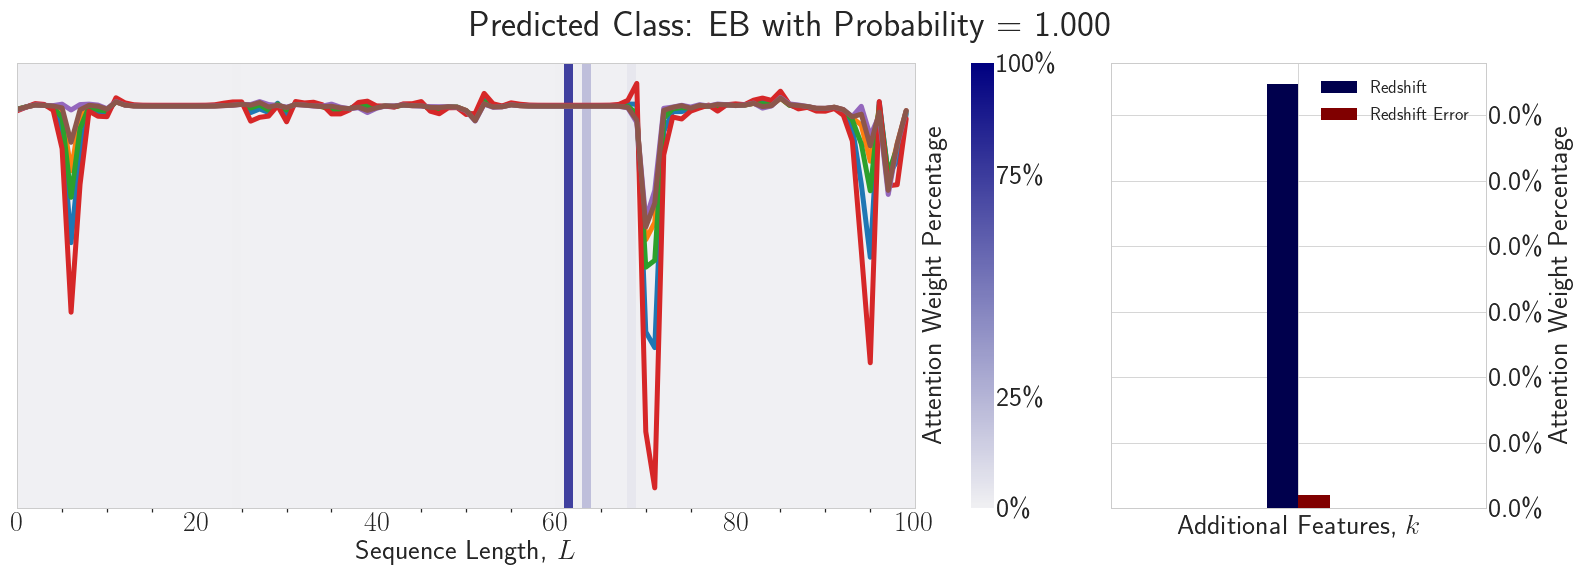 Predicted Class: EB with Probability = 1.000
0 20 40 60 80 100
Sequence Length, L
100%
75%
25%
0%
Attention Weight Percentage
Redshift
Redshift Error
0.0%
0.0%
0.0%
0.0%
0.0%
0.0%
0.0%
Attention Weight Percentage
Additional Features, k